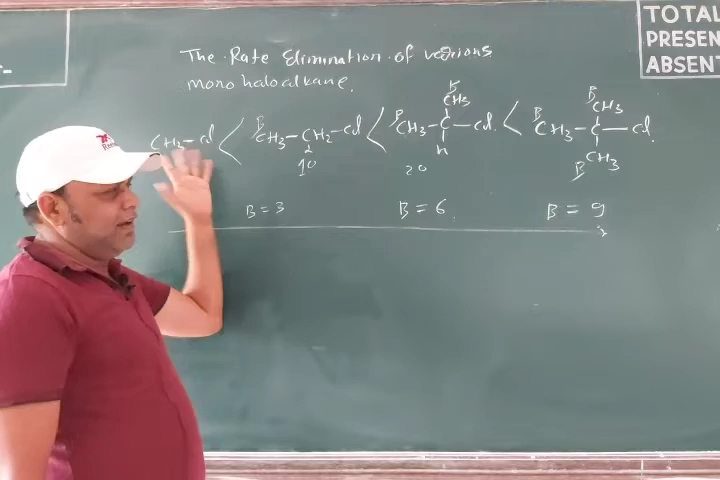 The Rate Elimination of various
mono haloalkane.
CH3-Cl < CH3-CH2-Cl < CH3-C-Cl < CH3-C-Cl
B B CH3 B B CH3
H CH3 B
1° 2°
B = 3 B = 6 B = 9
TOTAL
PRESEN
ABSENT